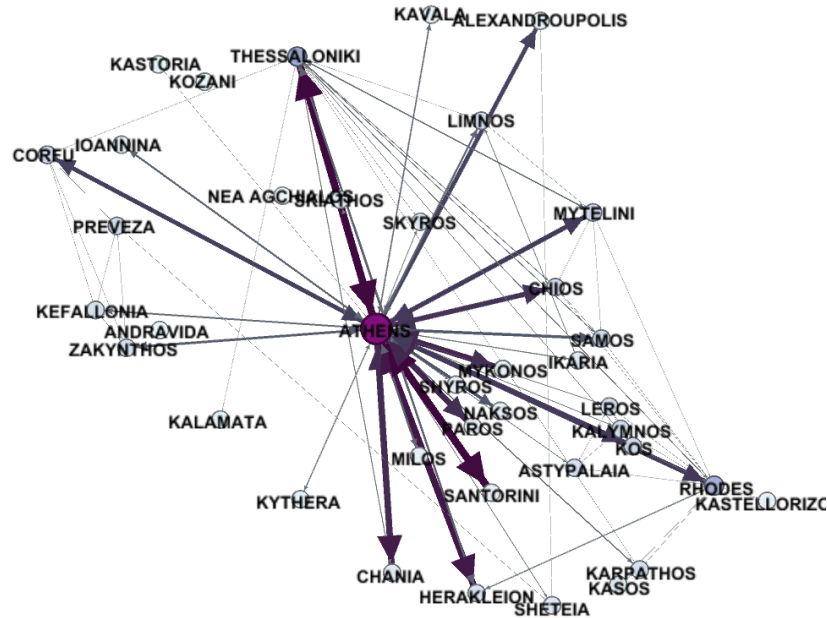 KAVALA
ALEXANDROUPOLIS
THESSALONIKI
KASTORIA
KOZANI
LIMNOS
IOANNINA
CORFU
NEA AGCHIALOS
SKIATHOS
MYTELINI
SKYROS
PREVEZA
CHIOS
KEFALLONIA
ANDRAVIDA
ATHENS
SAMOS
ZAKYNTHOS
IKARIA
MYKONOS
SHYROS
NAKSOS
LEROS
KALAMATA
PAROS
KALYMNOS
KOS
MILOS
ASTYPALAIA
RHODES
SANTORINI
KYTHERA
KASTELLORIZO
CHANIA
KARPATHOS
KASOS
HERAKLEION
SHETEIA